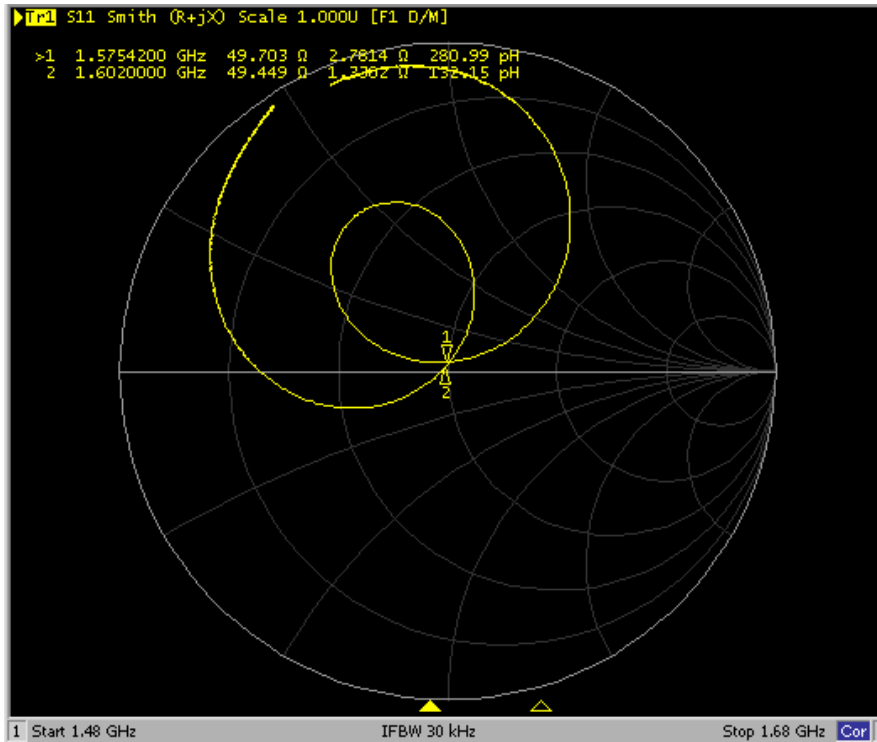 Tr1 S11 Smith (R+jX) Scale 1.000U [F1 D/M]
>1 1.5754200 GHz 49.703 Ω 2.7814 Ω 280.99 pH
2 1.6020000 GHz 49.449 Ω 1.3302 Ω 132.15 pH
1
2
1 Start 1.48 GHz IFBW 30 kHz Stop 1.68 GHz Cor